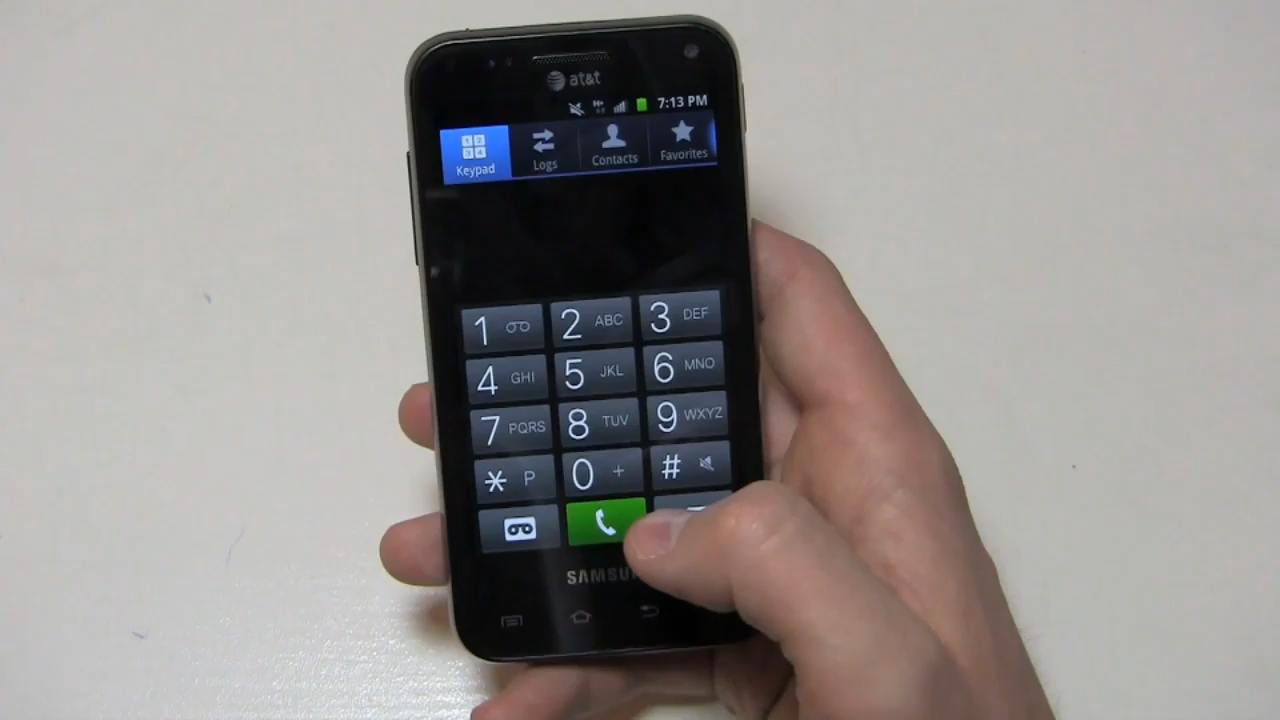 at&t
7:13 PM
Keypad Logs Contacts Favorites
1 2 ABC 3 DEF
4 GHI 5 JKL 6 MNO
7 PQRS 8 TUV 9 WXYZ
* P 0 + #
SAMSU